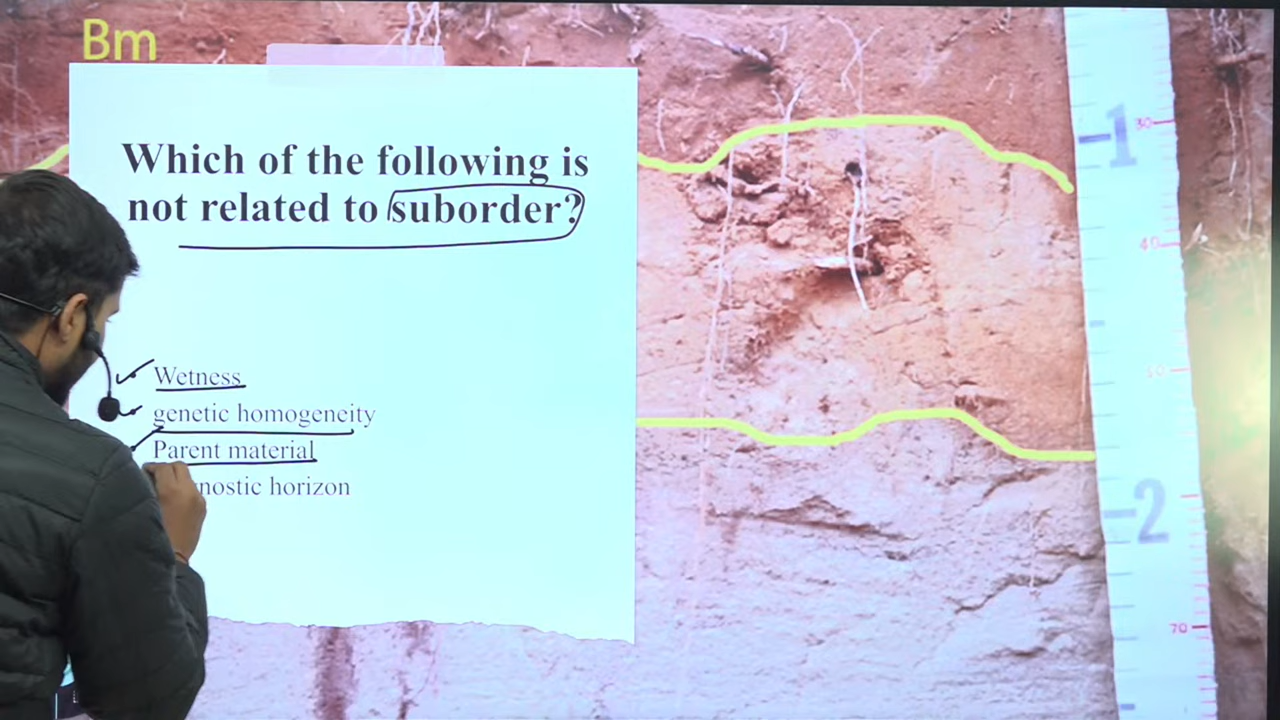 Bm
Which of the following is
not related to suborder?
Wetness
genetic homogeneity
Parent material
horizon
1
30
40
2
70